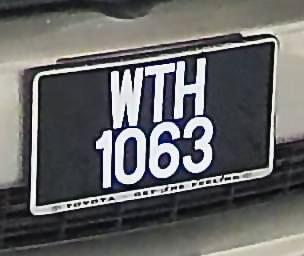 WTH
1063
TOYOTA GET THE FEELING